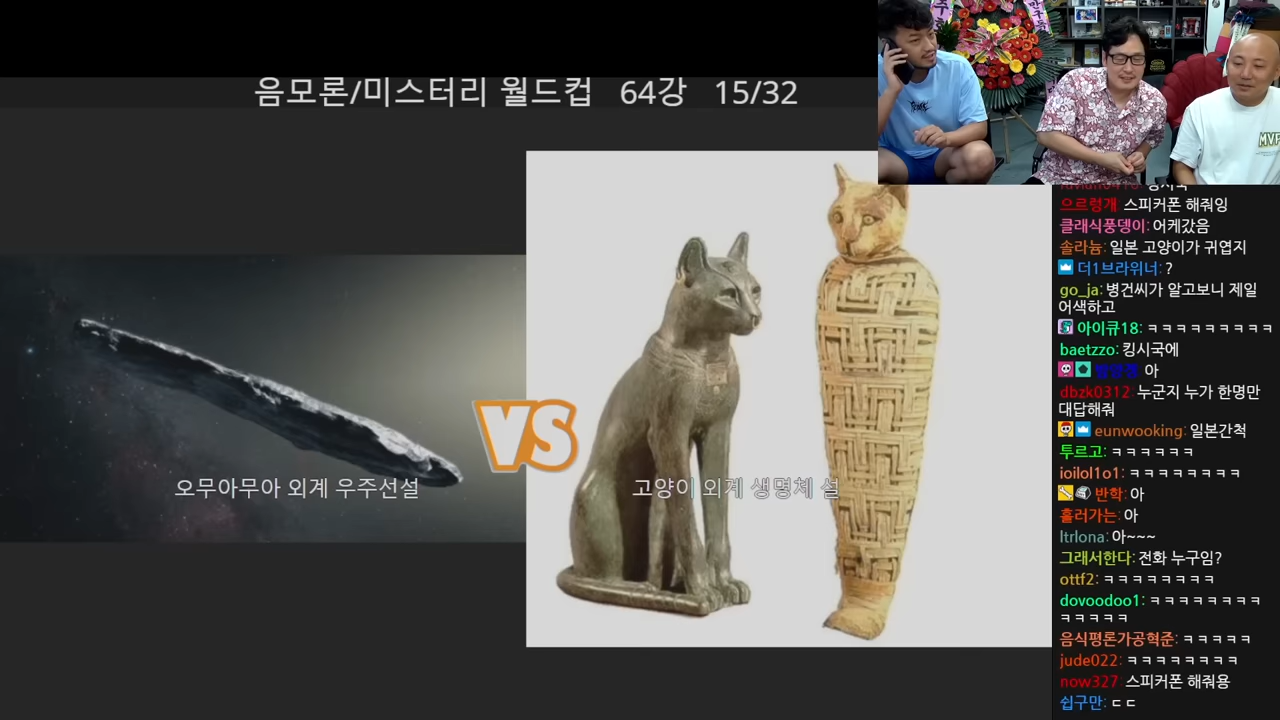 음모론/미스터리 월드컵 64강 15/32
VS
오무아무아 외계 우주선설
고양이 외계 생명체 설
MVP
으르렁개: 스피커폰 해줘잉
클래식풍뎅이: 어케갔음
솔라늄: 일본 고양이가 귀엽지
더1브라위너: ?
go_ja: 병건씨가 알고보니 제일
어색하고
아이큐18: ㅋㅋㅋㅋㅋㅋㅋㅋㅋ
baetzzo: 킹시국에
아
dbzk0312: 누군지 누가 한명만
대답해줘
eunwooking: 일본간척
투르고: ㅋㅋㅋㅋㅋㅋ
ioilol1o1: ㅋㅋㅋㅋㅋㅋㅋㅋ
반학: 아
홀러가는: 아
ltrlona: 아~~~
그래서한다: 전화 누구임?
ottf2: ㅋㅋㅋㅋㅋㅋㅋㅋ
dovoodoo1: ㅋㅋㅋㅋㅋㅋㅋㅋ
ㅋㅋㅋㅋㅋ
음식평론가공혁준: ㅋㅋㅋㅋㅋ
jude022: ㅋㅋㅋㅋㅋㅋㅋㅋ
now327: 스피커폰 해줘용
쉽구만: ㄷㄷ